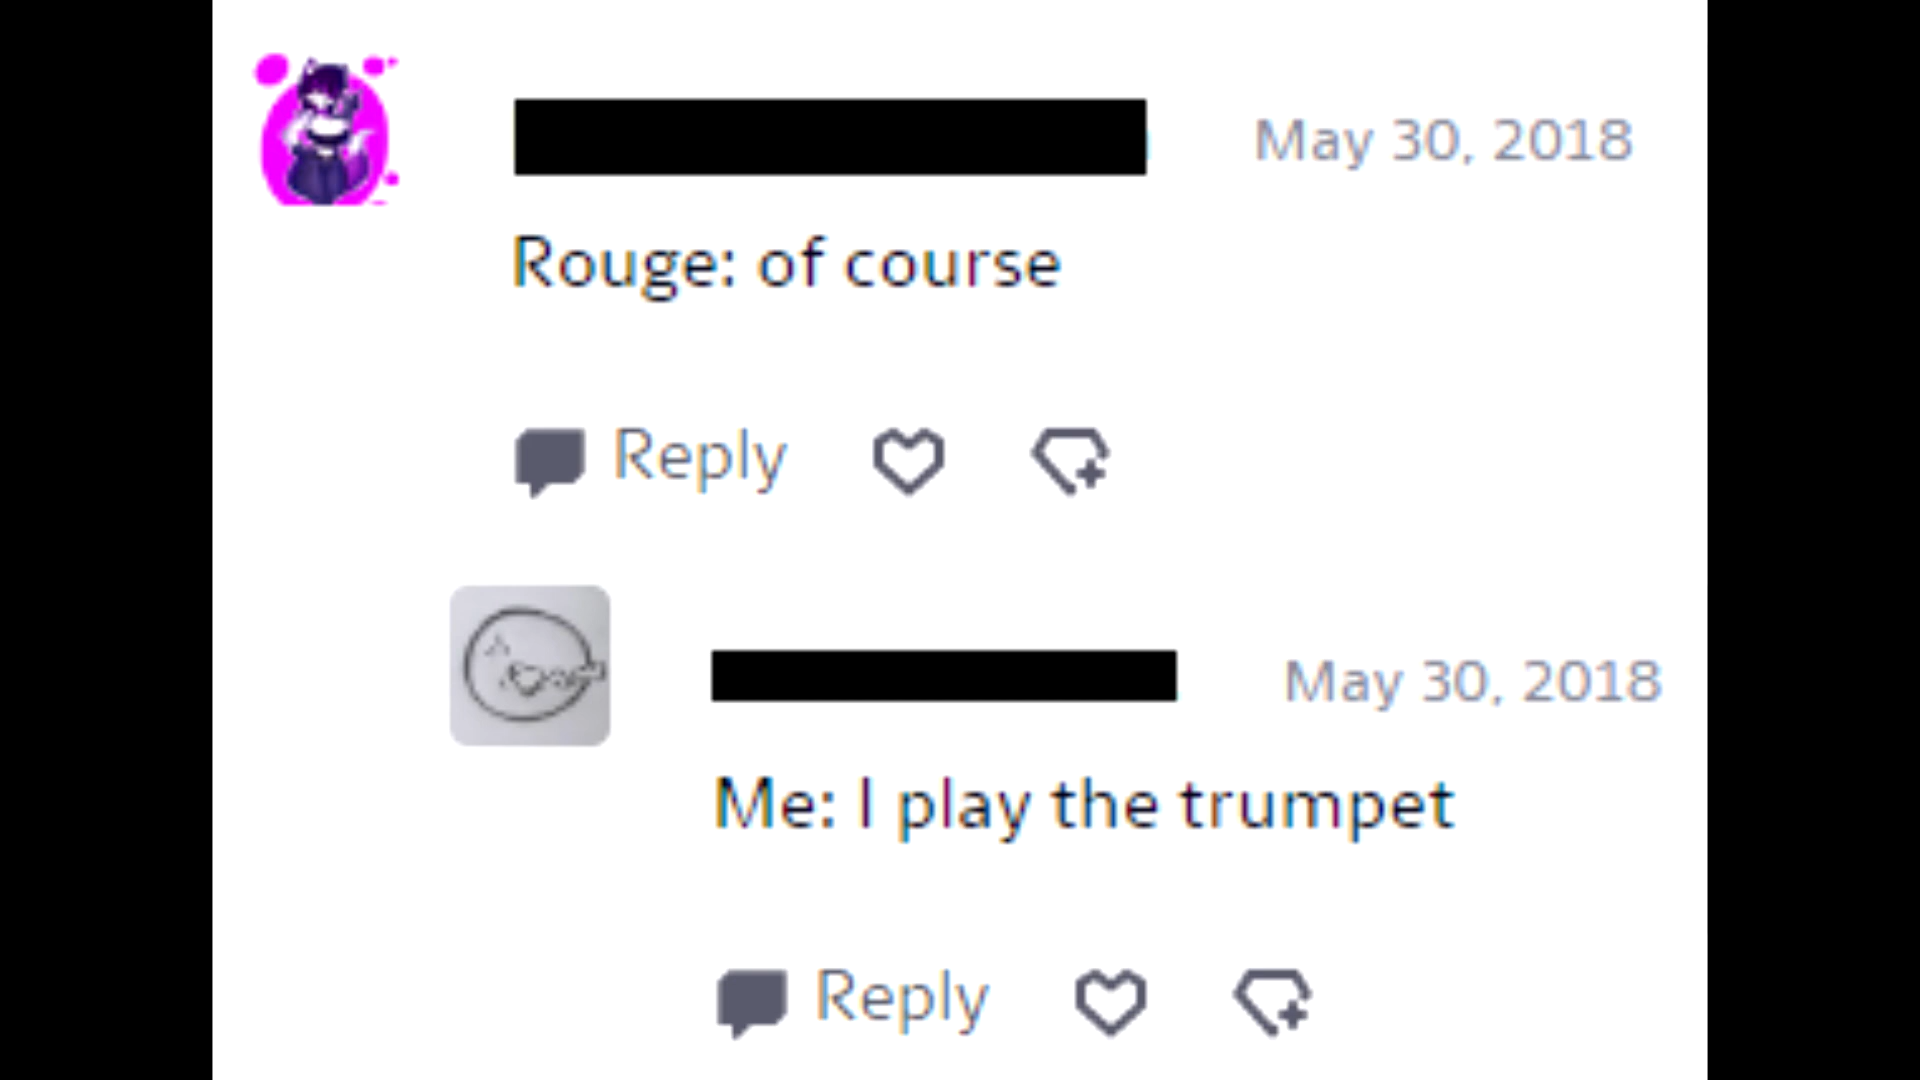 May 30, 2018
Rouge: of course
Reply
May 30, 2018
Me: I play the trumpet
Reply